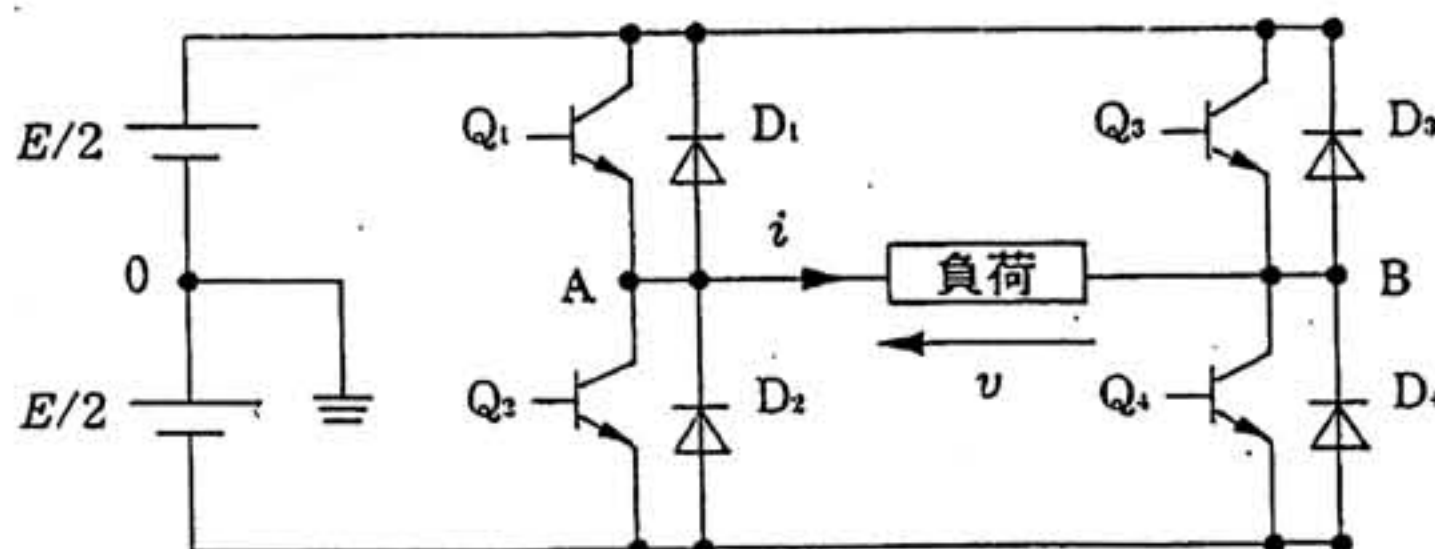 E/2
Q₁
D₁
Q₃
D₃
i
0
A
負荷
B
v
E/2
Q₂
D₂
Q₄
D₄